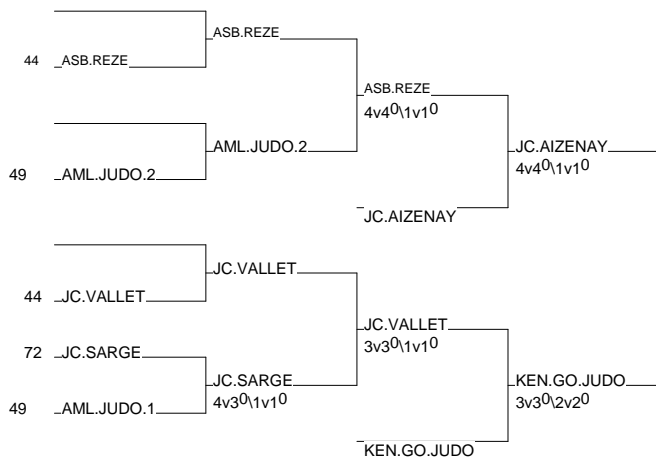 ASB.REZE
44 ASB.REZE
ASB.REZE
4v4⁰\1v1⁰
AML.JUDO.2
JC.AIZENAY
4v4⁰\1v1⁰
49 AML.JUDO.2
JC.AIZENAY
JC.VALLET
44 JC.VALLET
JC.VALLET
3v3⁰\1v1⁰
72 JC.SARGE
JC.SARGE
4v3⁰\1v1⁰
KEN.GO.JUDO
3v3⁰\2v2⁰
49 AML.JUDO.1
KEN.GO.JUDO